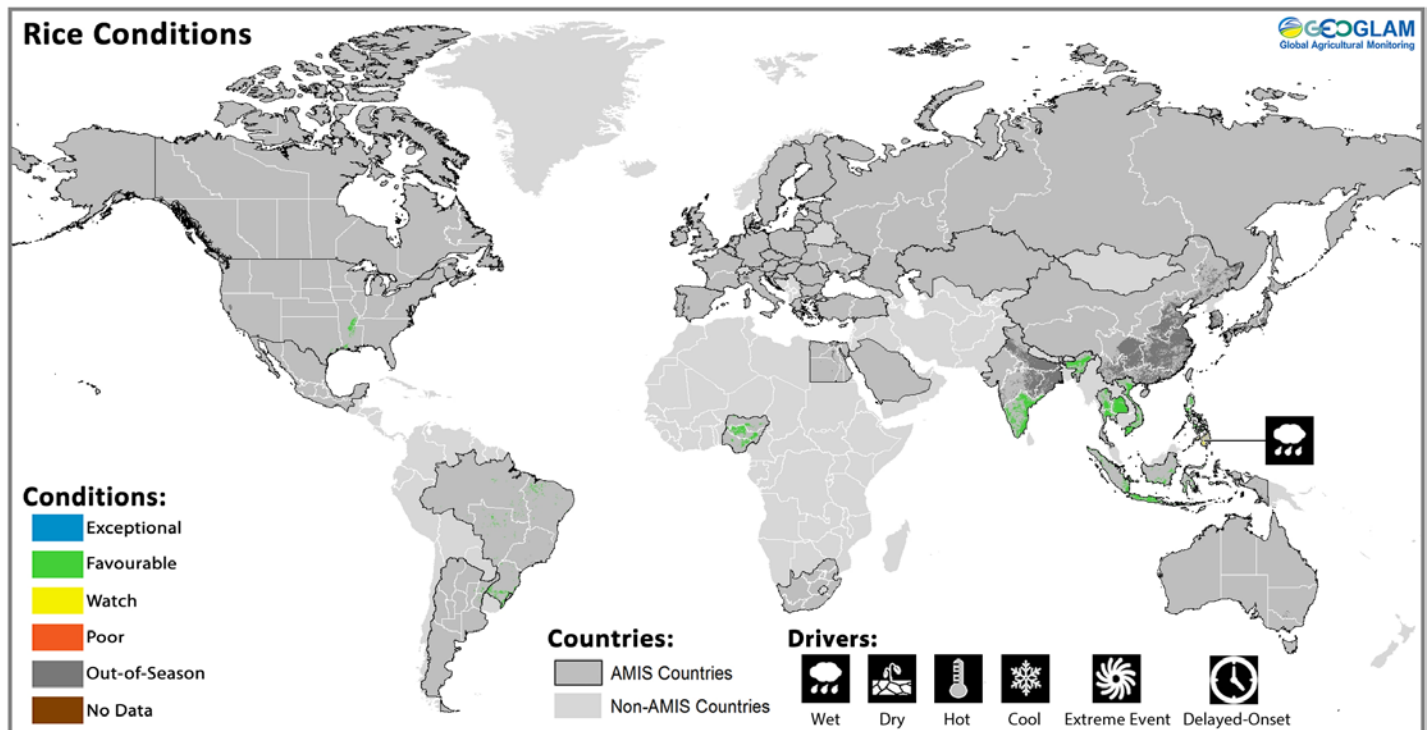 Rice Conditions
GEOGLAM
Global Agricultural Monitoring
Conditions:
Exceptional
Favourable
Watch
Poor
Out-of-Season
No Data
Countries:
AMIS Countries
Non-AMIS Countries
Drivers:
Wet
Dry
Hot
Cool
Extreme Event
Delayed-Onset